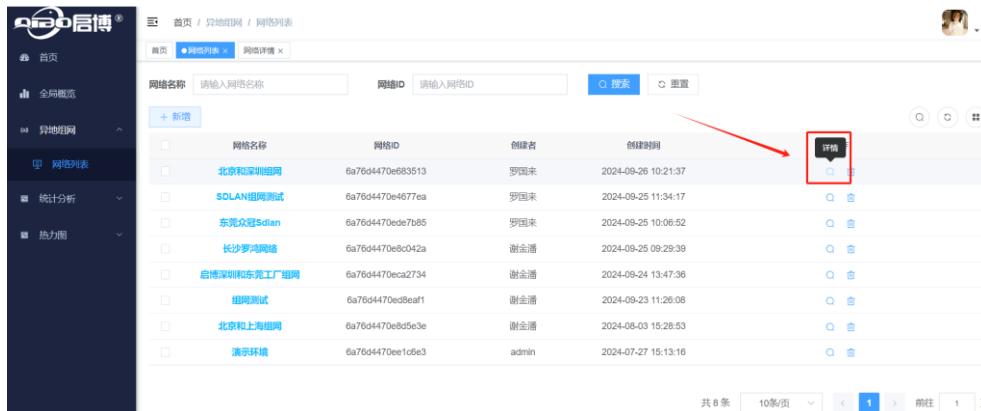 QiBO启博®
首页 / 异地组网 / 网络列表
首页
网络列表 ×
网络详情 ×
首页
全局概览
异地组网
网络列表
统计分析
热力图
网络名称 请输入网络名称 网络ID 请输入网络ID 搜索 重置
+ 新增
网络名称 网络ID 创建者 创建时间
详情
北京和深圳组网 6a76d4470e683513 罗国来 2024-09-26 10:21:37
SDLAN组网测试 6a76d4470e4677ea 罗国来 2024-09-25 11:34:17
东莞众冠Sdlan 6a76d4470ede7b85 罗国来 2024-09-25 10:06:52
长沙罗鸿网络 6a76d4470e8c042a 谢金潘 2024-09-25 09:29:39
启博深圳和东莞工厂组网 6a76d4470eca2734 谢金潘 2024-09-24 13:47:36
组网测试 6a76d4470ed8eaf1 谢金潘 2024-09-23 11:26:08
北京和上海组网 6a76d4470e8d5e3e 谢金潘 2024-08-03 15:28:53
演示环境 6a76d4470ee1c6e3 admin 2024-07-27 15:13:16
共 8 条 10条/页 < 1 > 前往 1